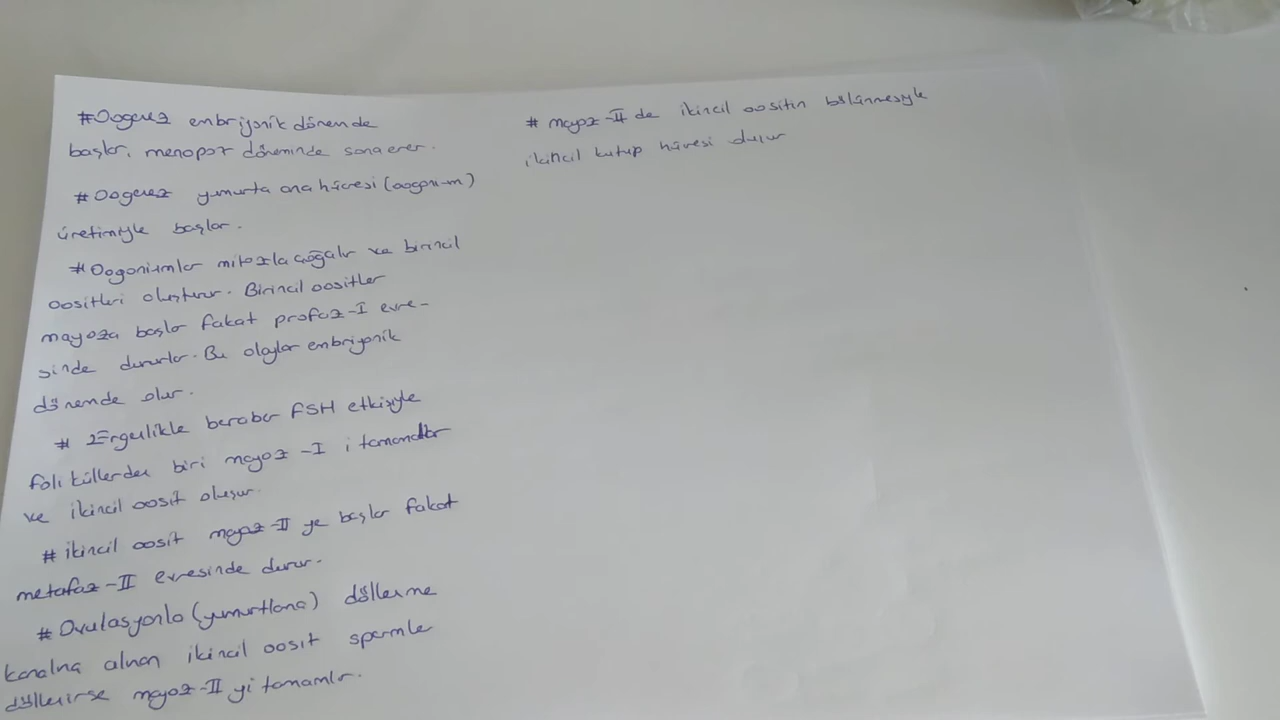 #Oogenez embriyonik dönemde
başlar, menopoz döneminde sona erer.
#Oogenez yumurta ana hücresi (oogonium)
üretimiyle başlar.
#Oogoniumlar mitozla çoğalır ve birincil
oositleri oluşturur. Birincil oositler
mayoza başlar fakat profaz-I evre-
sinde dururlar. Bu olaylar embriyonik
dönemde olur.
# Ergenlikle beraber FSH etkisiyle
foliküllerden biri mayoz-I i tamamlar
ve ikincil oosit oluşur.
# ikincil oosit mayoz-II ye başlar fakat
metafaz-II evresinde durur.
# Ovulasyonla (yumurtlama) döllenme
kanalına alınan ikincil oosit spermle
döllenirse mayoz-II yi tamamlar.
# mayoz-II de ikincil oositin bölünmesiyle
ikincil kutup hücresi